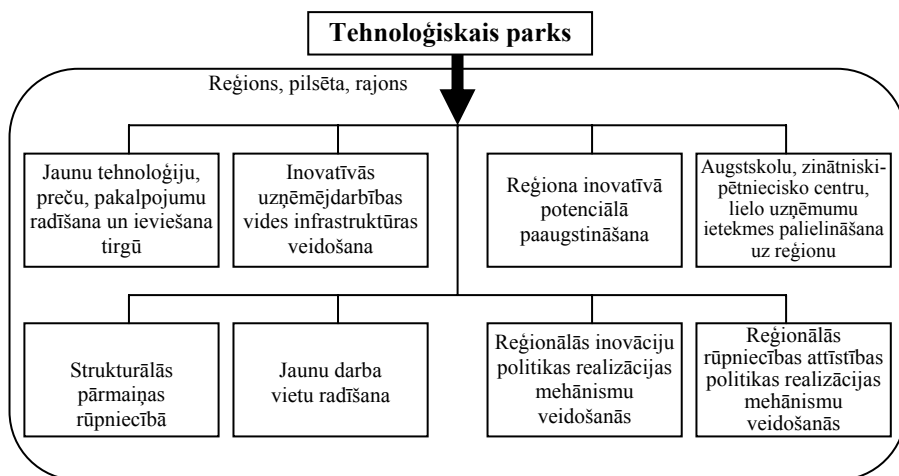 Tehnoloģiskais parks
Reģions, pilsēta, rajons
Jaunu tehnoloģiju,
preču, pakalpojumu
radīšana un ieviešana
tirgū
Inovatīvās
uzņēmējdarbības
vides infrastruktūras
veidošana
Reģiona inovatīvā
potenciālā
paaugstināšana
Augstskolu, zinātniski-
pētniecisko centru,
lielo uzņēmumu
ietekmes palielināšana
uz reģionu
Strukturālās
pārmaiņas
rūpniecībā
Jaunu darba
vietu radīšana
Reģionālās inovāciju
politikas realizācijas
mehānismu
veidošanās
Reģionālās
rūpniecības attīstības
politikas realizācijas
mehānismu
veidošanās